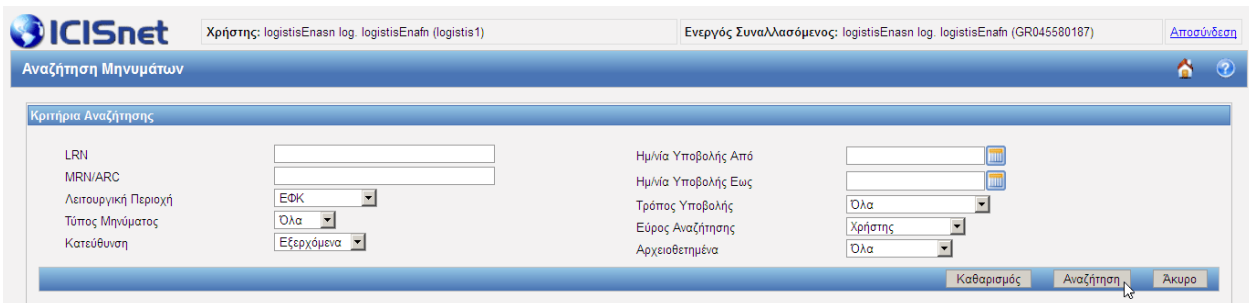 ICISnet Χρήστης: logistisEnasn log. logistisEnafn (logistis1) Ενεργός Συναλλασόμενος: logistisEnasn log. logistisEnafn (GR045580187) Αποσύνδεση
Αναζήτηση Μηνυμάτων
Κριτήρια Αναζήτησης
LRN Ημ/νία Υποβολής Από
MRN/ARC Ημ/νία Υποβολής Εως
Λειτουργική Περιοχή ΕΦΚ Τρόπος Υποβολής Όλα
Τύπος Μηνύματος Όλα Εύρος Αναζήτησης Χρήστης
Κατεύθυνση Εξερχόμενα Αρχειοθετημένα Όλα
Καθαρισμός Αναζήτηση Άκυρο